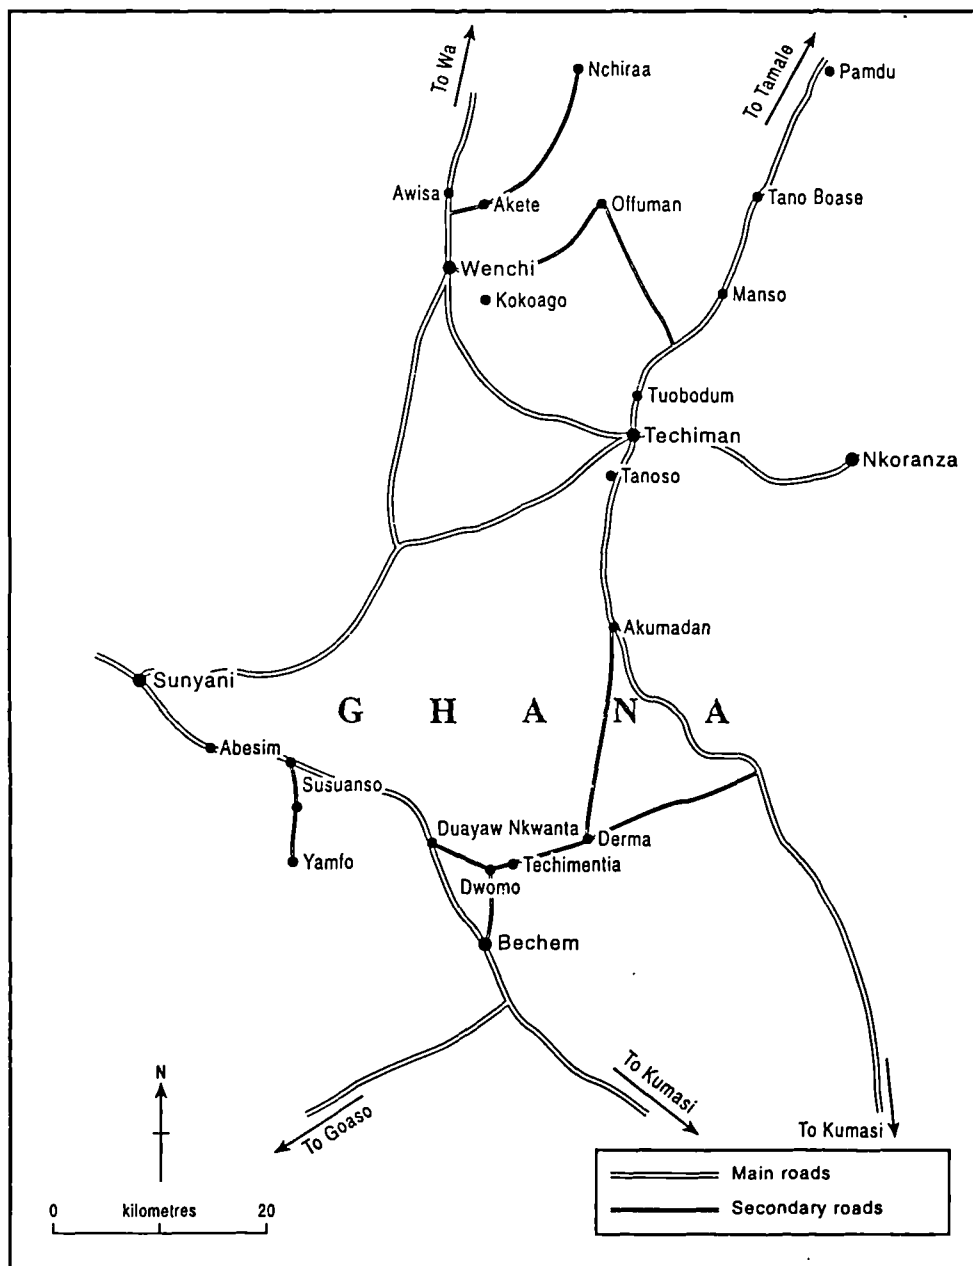 To Wa
Nchiraa
To Tamale
Pamdu
Awisa
Akete
Offuman
Tano Boase
Wenchi
Kokoago
Manso
Tuobodum
Techiman
Nkoranza
Tanoso
Akumadan
Sunyani
G H A N A
Abesim
Susuanso
Duayaw Nkwanta
Derma
Yamfo
Techimentia
Dwomo
Bechem
N
To Goaso
To Kumasi
To Kumasi
0 kilometres 20
Main roads
Secondary roads